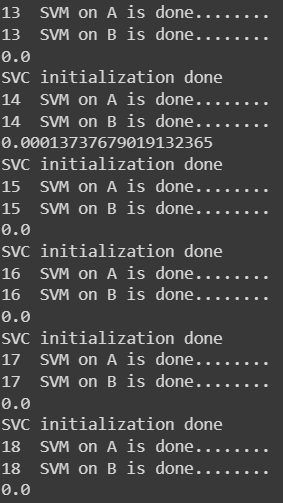 13  SVM on A is done........
13  SVM on B is done........
0.0
SVC initialization done
14  SVM on A is done........
14  SVM on B is done........
0.00013737679019132365
SVC initialization done
15  SVM on A is done........
15  SVM on B is done........
0.0
SVC initialization done
16  SVM on A is done........
16  SVM on B is done........
0.0
SVC initialization done
17  SVM on A is done........
17  SVM on B is done........
0.0
SVC initialization done
18  SVM on A is done........
18  SVM on B is done........
0.0